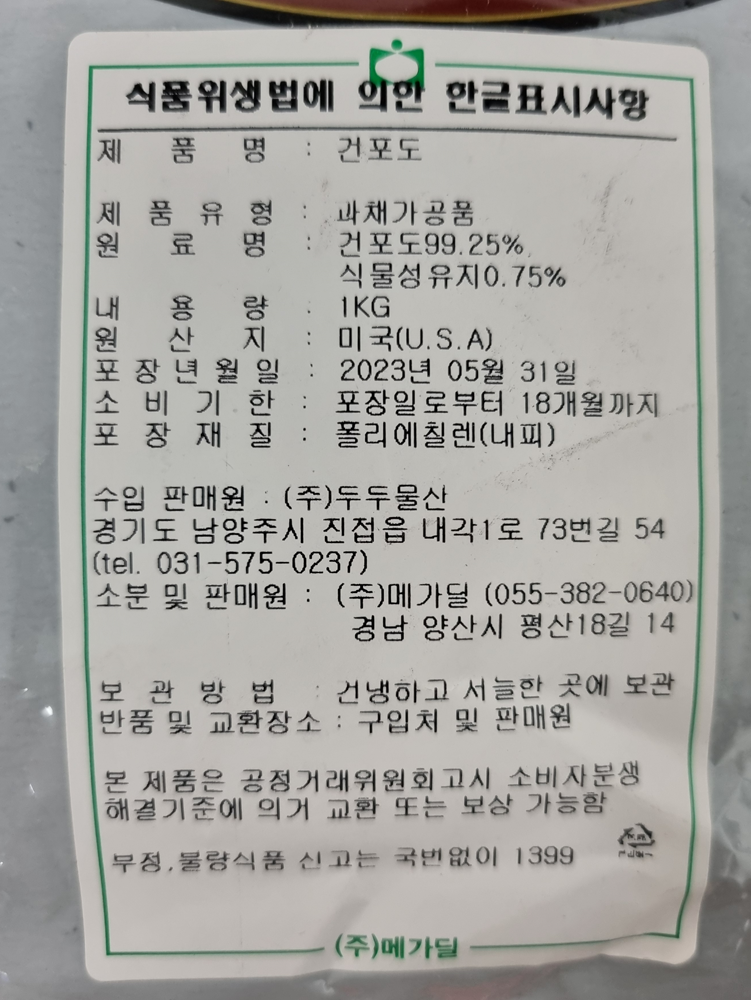 식품위생법에 의한 한글표시사항
제 품 명 : 건포도
제 품 유 형 : 과채가공품
원 료 명 : 건포도99.25%,
식물성유지0.75%
내 용 량 : 1KG
원 산 지 : 미국(U.S.A)
포 장 년 월 일 : 2023년 05월 31일
소 비 기 한 : 포장일로부터 18개월까지
포 장 재 질 : 폴리에칠렌(내피)
수입 판매원 : (주)두두물산
경기도 남양주시 진접읍 내각1로 73번길 54
(tel. 031-575-0237)
소분 및 판매원 : (주)메가딜 (055-382-0640)
경남 양산시 평산18길 14
보 관 방 법 : 건냉하고 서늘한 곳에 보관
반품 및 교환장소 : 구입처 및 판매원
본 제품은 공정거래위원회고시 소비자분생
해결기준에 의거 교환 또는 보상 가능함
부정,불량식품 신고는 국번없이 1399
(주)메가딜